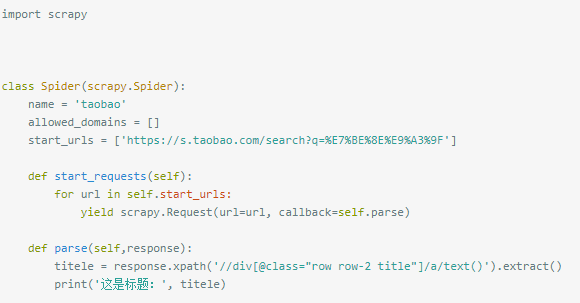 import scrapy
class Spider(scrapy.Spider):
    name = 'taobao'
    allowed_domains = []
    start_urls = ['https://s.taobao.com/search?q=%E7%BE%8E%E9%A3%9F']
    def start_requests(self):
        for url in self.start_urls:
            yield scrapy.Request(url=url, callback=self.parse)
    def parse(self,response):
        titele = response.xpath('//div[@class="row row-2 title"]/a/text()').extract()
        print('这是标题：', titele)